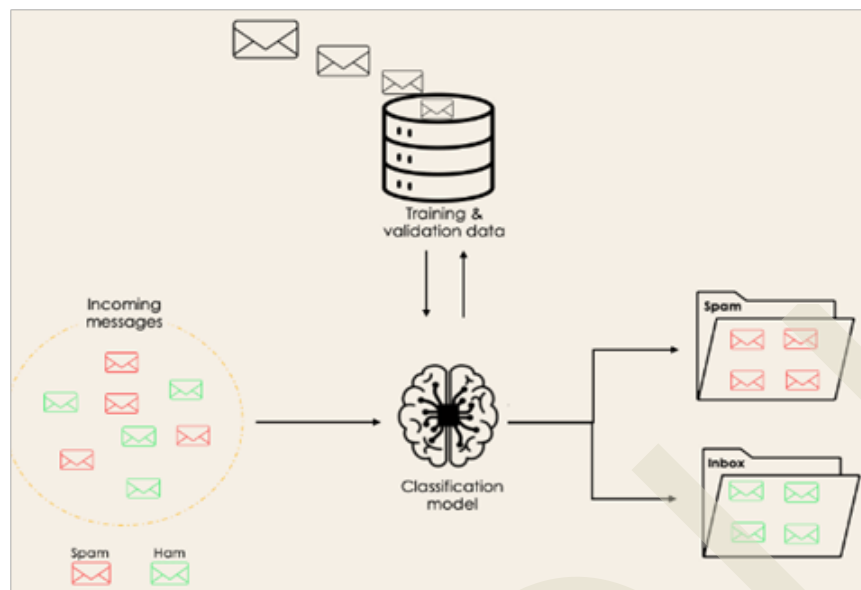 Training &
validation data
Incoming
messages
Spam
Inbox
Classification
model
Spam Ham